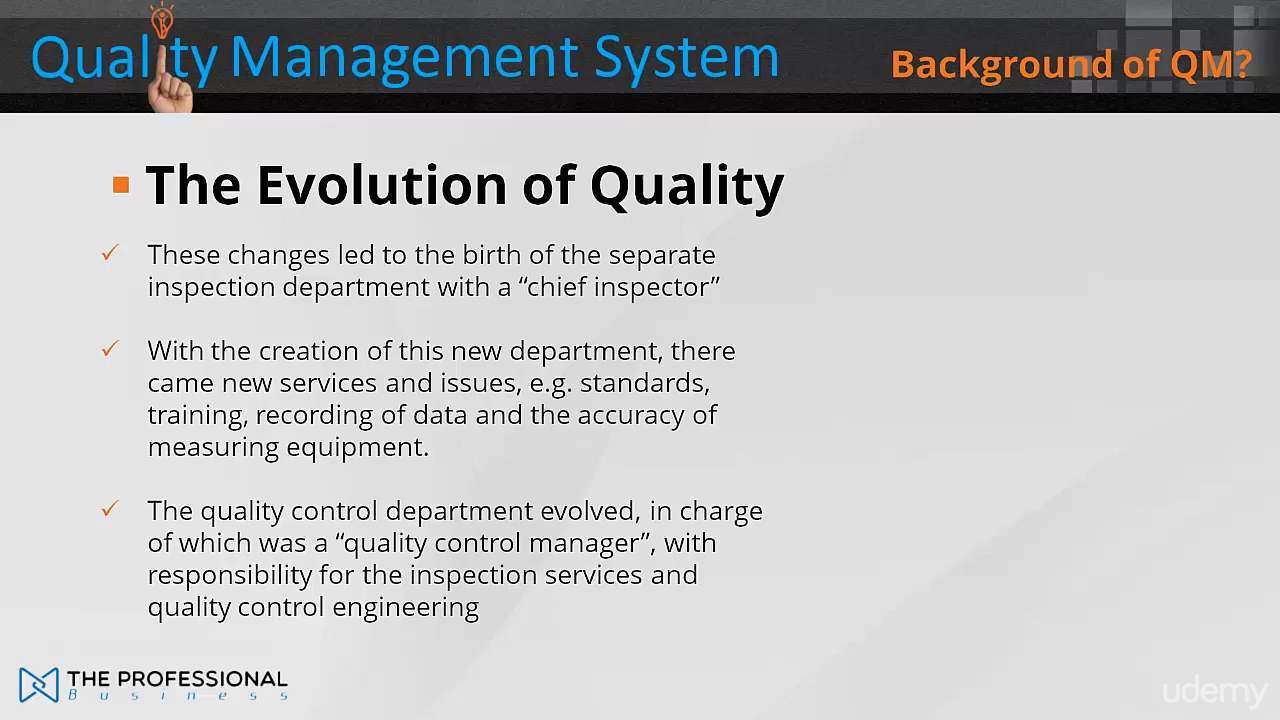 Quality Management System
Background of QM?
The Evolution of Quality
These changes led to the birth of the separate
inspection department with a “chief inspector”
With the creation of this new department, there
came new services and issues, e.g. standards,
training, recording of data and the accuracy of
measuring equipment.
The quality control department evolved, in charge
of which was a “quality control manager”, with
responsibility for the inspection services and
quality control engineering
THE PROFESSIONAL
Business
udemy